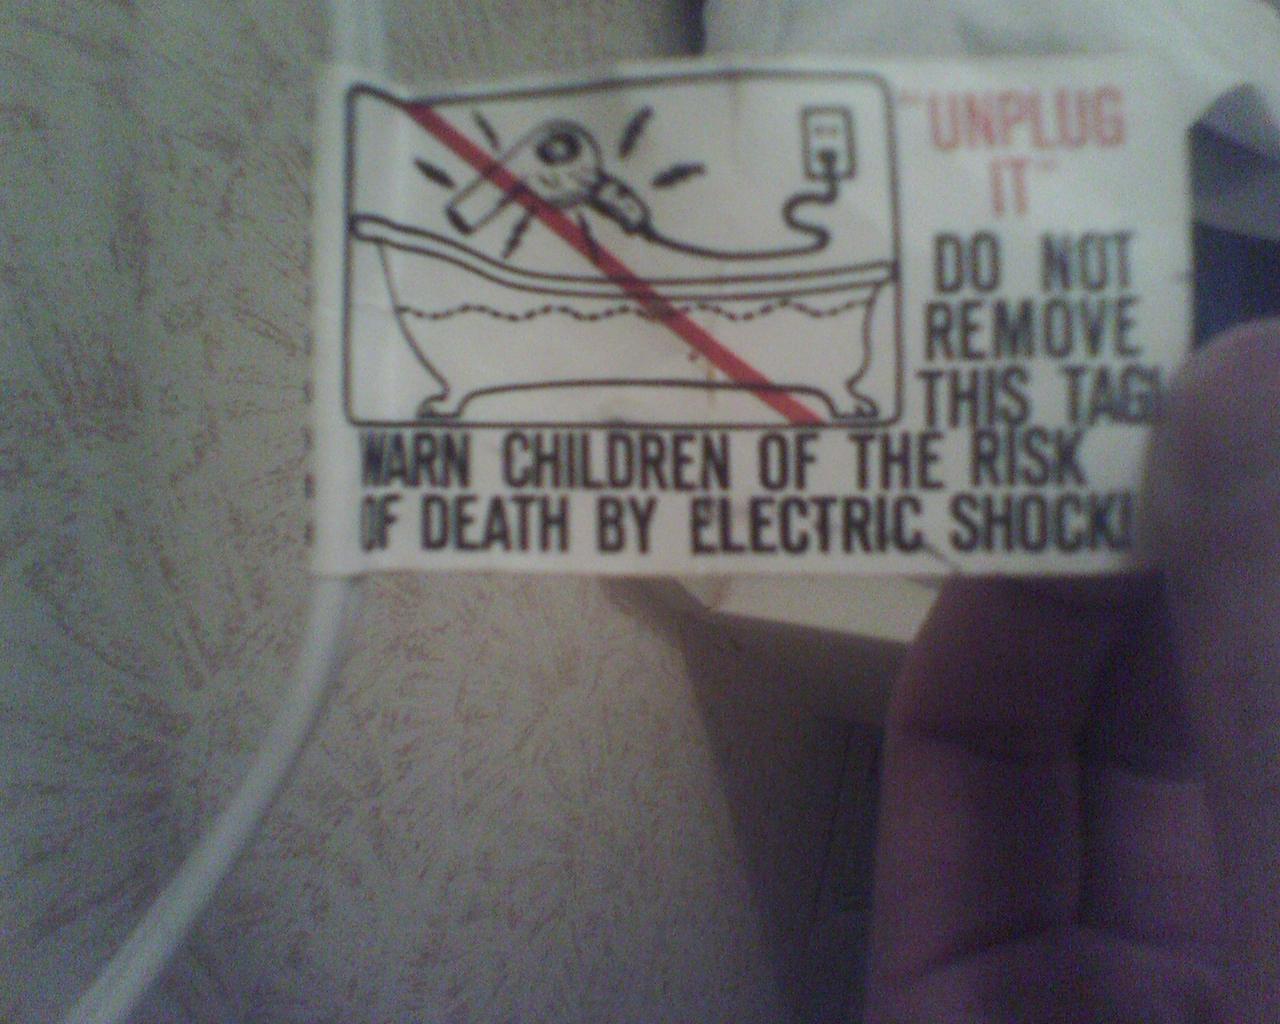 "UNPLUG
IT"
DO NOT
REMOVE
THIS TAG!
WARN CHILDREN OF THE RISK
OF DEATH BY ELECTRIC SHOCK!